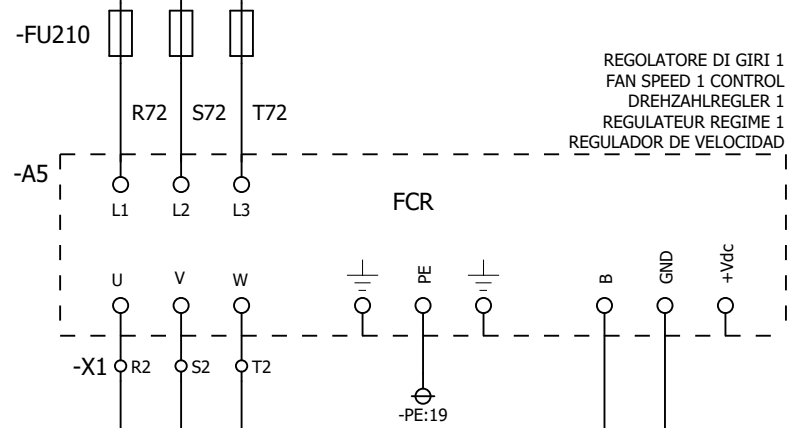 -FU210
REGOLATORE DI GIRI 1
FAN SPEED 1 CONTROL
DREHZAHLREGLER 1
REGULATEUR REGIME 1
REGULADOR DE VELOCIDAD
R72 S72 T72
-A5
L1 L2 L3
FCR
U V W PE B GND +Vdc
-X1 R2 S2 T2
-PE:19